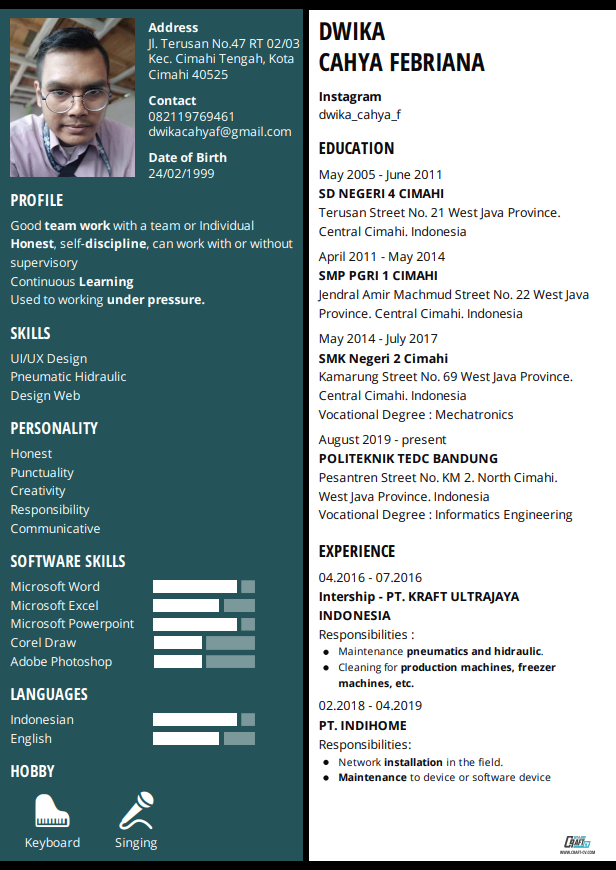 Address
Jl. Terusan No.47 RT 02/03
Kec. Cimahi Tengah, Kota
Cimahi 40525
Contact
082119769461
dwikacahyaf@gmail.com
Date of Birth
24/02/1999
PROFILE
Good team work with a team or Individual
Honest, self-discipline, can work with or without
supervisory
Continuous Learning
Used to working under pressure.
SKILLS
UI/UX Design
Pneumatic Hidraulic
Design Web
PERSONALITY
Honest
Punctuality
Creativity
Responsibility
Communicative
SOFTWARE SKILLS
Microsoft Word
Microsoft Excel
Microsoft Powerpoint
Corel Draw
Adobe Photoshop
LANGUAGES
Indonesian
English
HOBBY
Keyboard
Singing
DWIKA
CAHYA FEBRIANA
Instagram
dwika_cahya_f
EDUCATION
May 2005 - June 2011
SD NEGERI 4 CIMAHI
Terusan Street No. 21 West Java Province.
Central Cimahi. Indonesia
April 2011 - May 2014
SMP PGRI 1 CIMAHI
Jendral Amir Machmud Street No. 22 West Java
Province. Central Cimahi. Indonesia
May 2014 - July 2017
SMK Negeri 2 Cimahi
Kamarung Street No. 69 West Java Province.
Central Cimahi. Indonesia
Vocational Degree : Mechatronics
August 2019 - present
POLITEKNIK TEDC BANDUNG
Pesantren Street No. KM 2. North Cimahi.
West Java Province. Indonesia
Vocational Degree : Informatics Engineering
EXPERIENCE
04.2016 - 07.2016
Intership - PT. KRAFT ULTRAJAYA
INDONESIA
Responsibilities :
● Maintenance pneumatics and hidraulic.
● Cleaning for production machines, freezer
machines, etc.
02.2018 - 04.2019
PT. INDIHOME
Responsibilities:
● Network installation in the field.
● Maintenance to device or software device
WWW.CRAFT-CV.COM